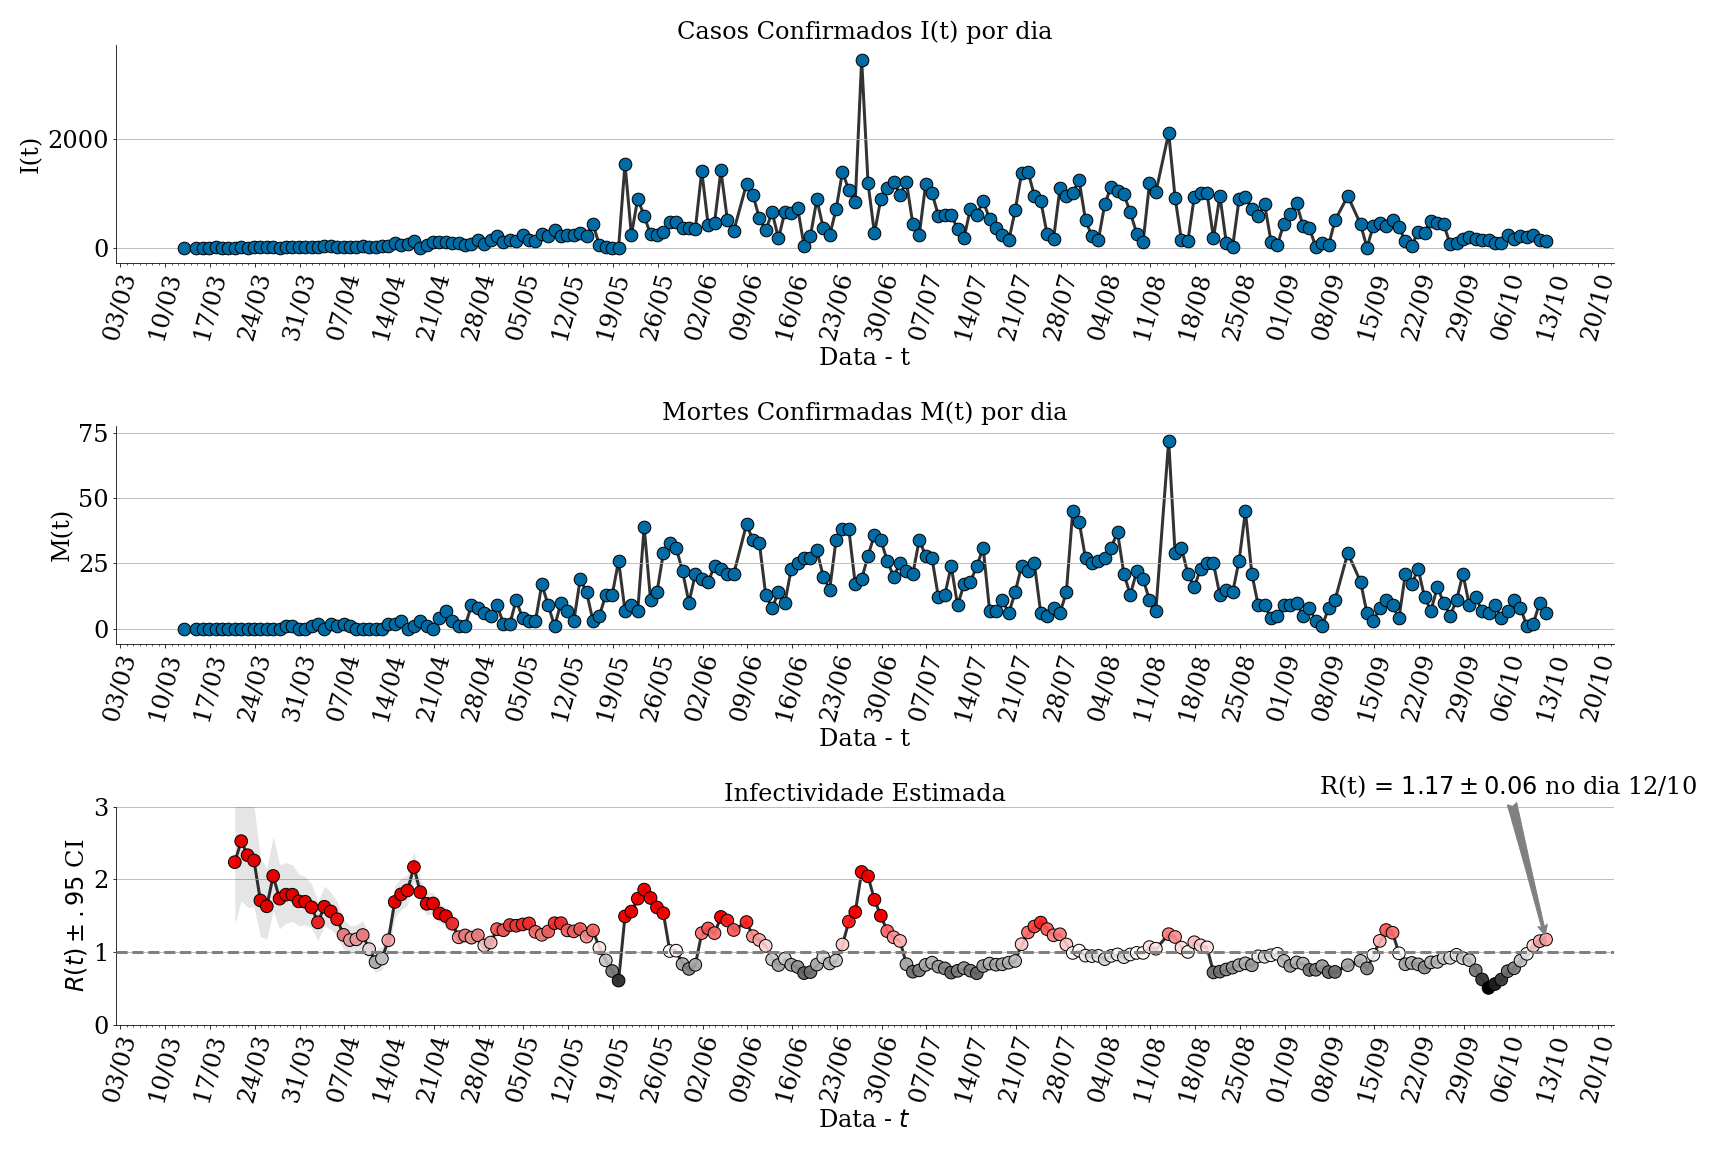 Casos Confirmados I(t) por dia
I(t)
2000
0
03/03 10/03 17/03 24/03 31/03 07/04 14/04 21/04 28/04 05/05 12/05 19/05 26/05 02/06 09/06 16/06 23/06 30/06 07/07 14/07 21/07 28/07 04/08 11/08 18/08 25/08 01/09 08/09 15/09 22/09 29/09 06/10 13/10 20/10
Data - t
Mortes Confirmadas M(t) por dia
M(t)
75
50
25
0
03/03 10/03 17/03 24/03 31/03 07/04 14/04 21/04 28/04 05/05 12/05 19/05 26/05 02/06 09/06 16/06 23/06 30/06 07/07 14/07 21/07 28/07 04/08 11/08 18/08 25/08 01/09 08/09 15/09 22/09 29/09 06/10 13/10 20/10
Data - t
Infectividade Estimada
R(t) = 1.17 ± 0.06 no dia 12/10
R(t) ± .95 CI
3
2
1
0
03/03 10/03 17/03 24/03 31/03 07/04 14/04 21/04 28/04 05/05 12/05 19/05 26/05 02/06 09/06 16/06 23/06 30/06 07/07 14/07 21/07 28/07 04/08 11/08 18/08 25/08 01/09 08/09 15/09 22/09 29/09 06/10 13/10 20/10
Data - t